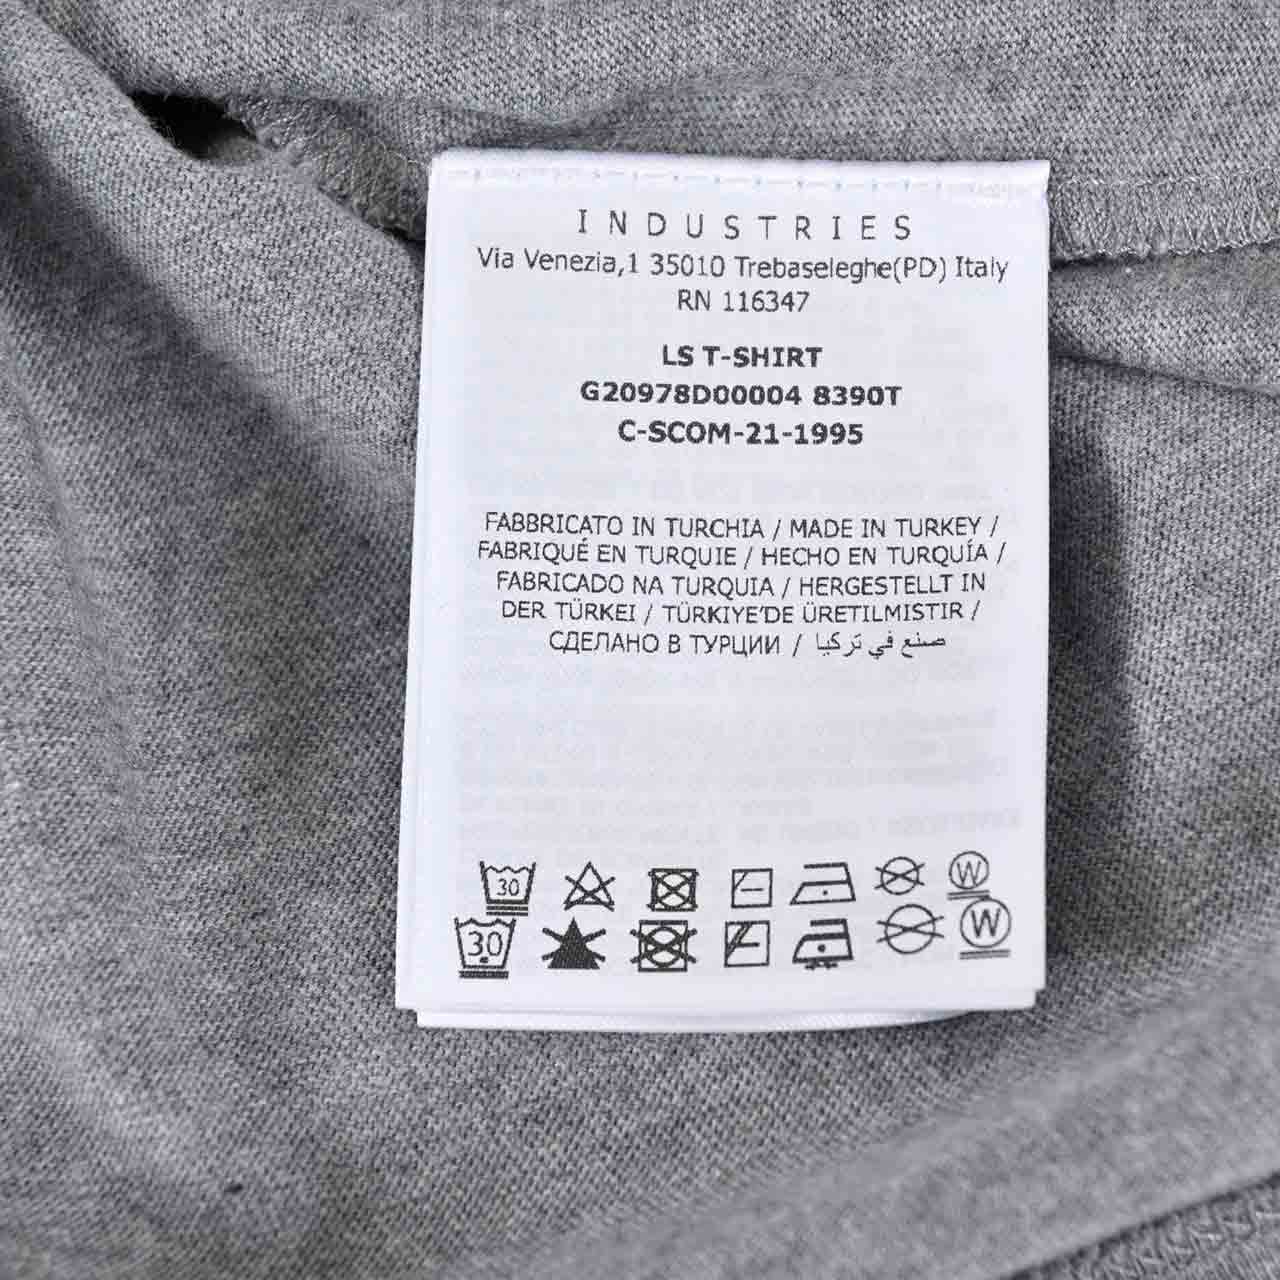 INDUSTRIES
Via Venezia,1 35010 Trebaseleghe(PD) Italy
RN 116347
LS T-SHIRT
G20978D00004 8390T
C-SCOM-21-1995
FABBRICATO IN TURCHIA / MADE IN TURKEY /
FABRIQUÉ EN TURQUIE / HECHO EN TURQUÍA /
FABRICADO NA TURQUIA / HERGESTELLT IN
DER TÜRKEI / TÜRKIYE'DE ÜRETILMISTIR /
СДЕЛАНО В ТУРЦИИ / صنع في تركيا
30 W
30 W